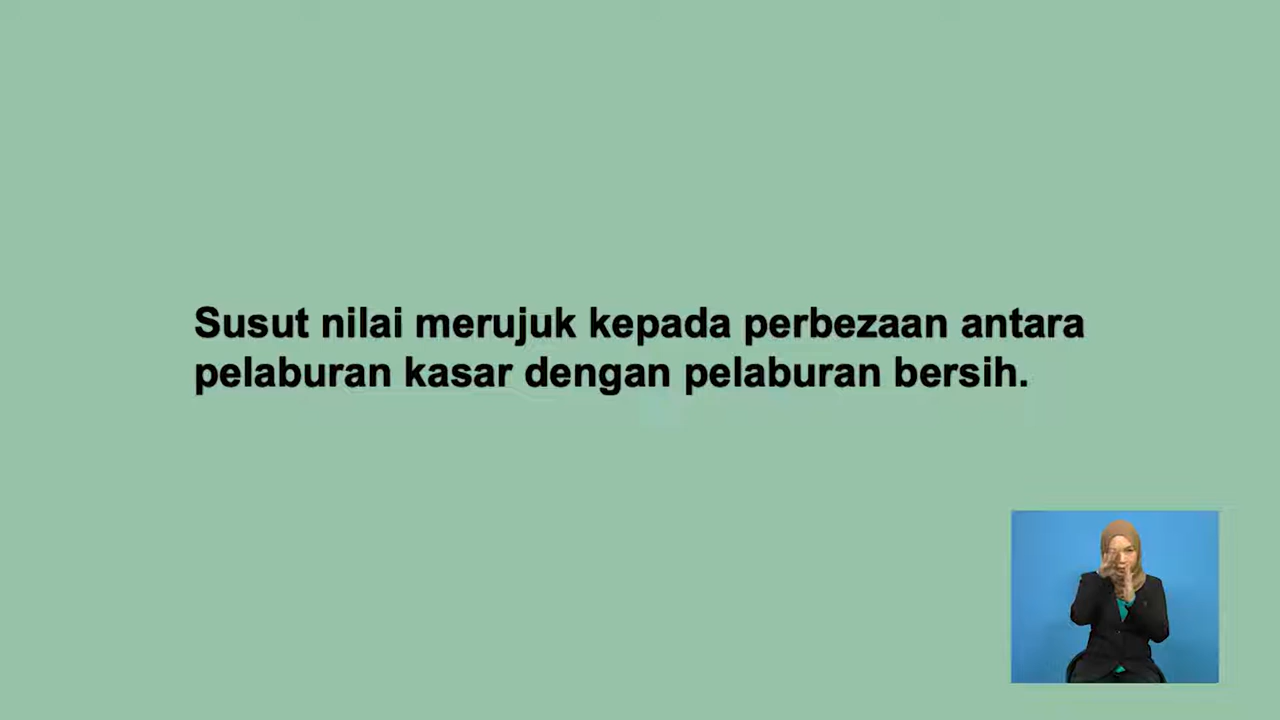 Susut nilai merujuk kepada perbezaan antara
pelaburan kasar dengan pelaburan bersih.